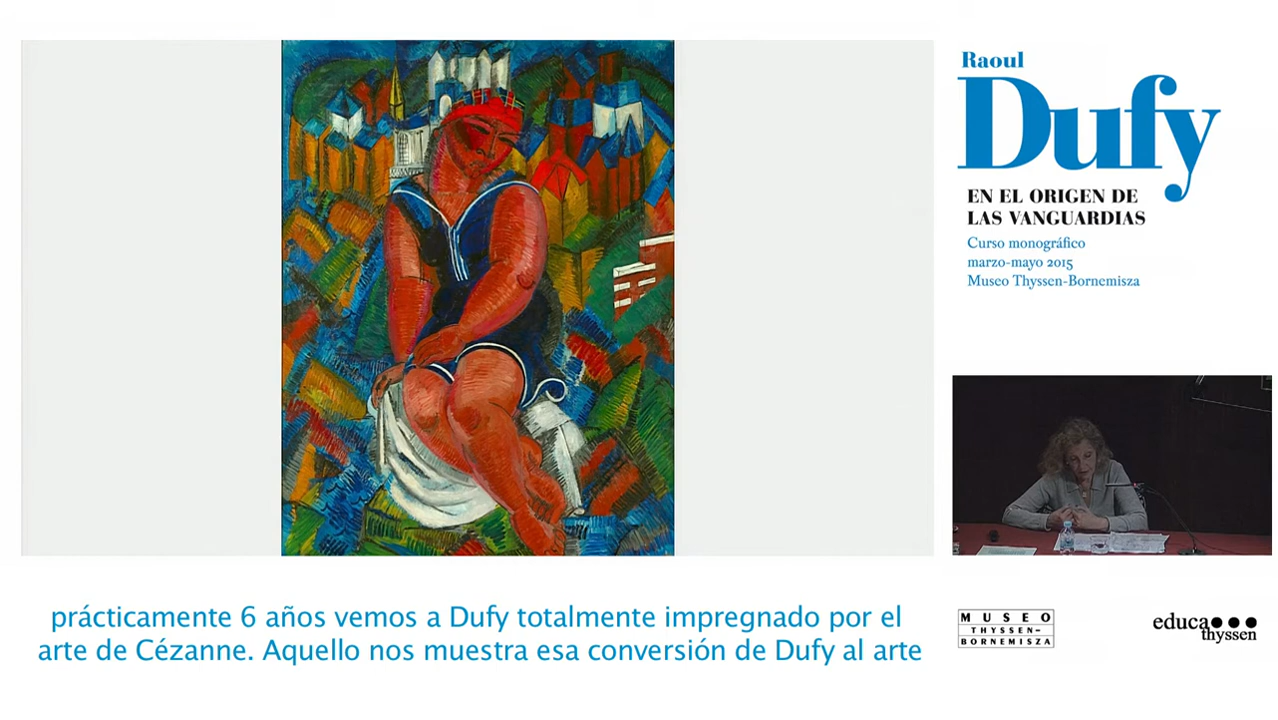 Raoul
Dufy
EN EL ORIGEN DE
LAS VANGUARDIAS
Curso monográfico
marzo-mayo 2015
Museo Thyssen-Bornemisza
prácticamente 6 años vemos a Dufy totalmente impregnado por el
arte de Cézanne. Aquello nos muestra esa conversión de Dufy al arte
MUSEO
THYSSEN-
BORNEMISZA
educa
thyssen